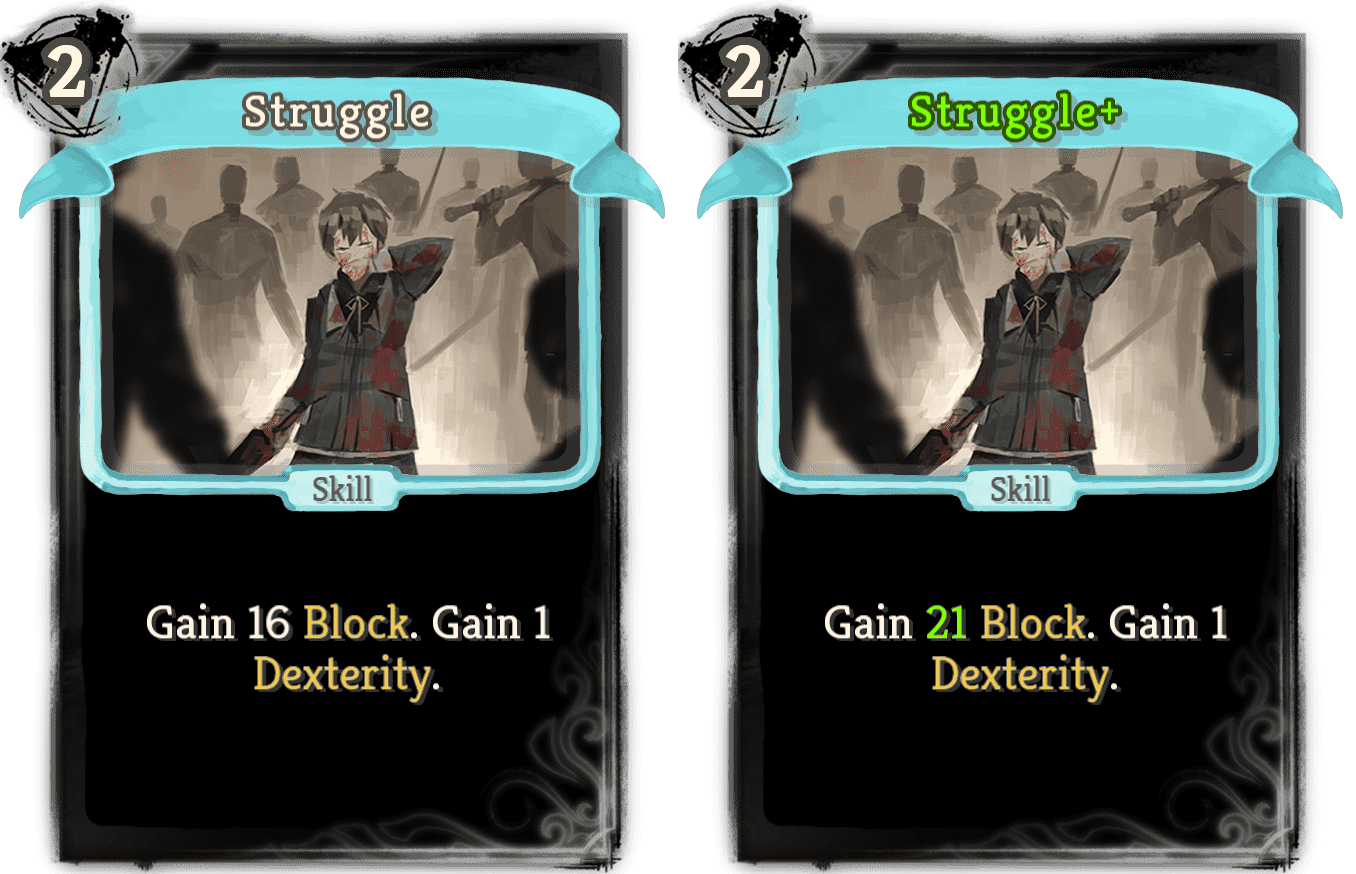 2
Struggle
Skill
Gain 16 Block. Gain 1
Dexterity.
2
Struggle+
Skill
Gain 21 Block. Gain 1
Dexterity.